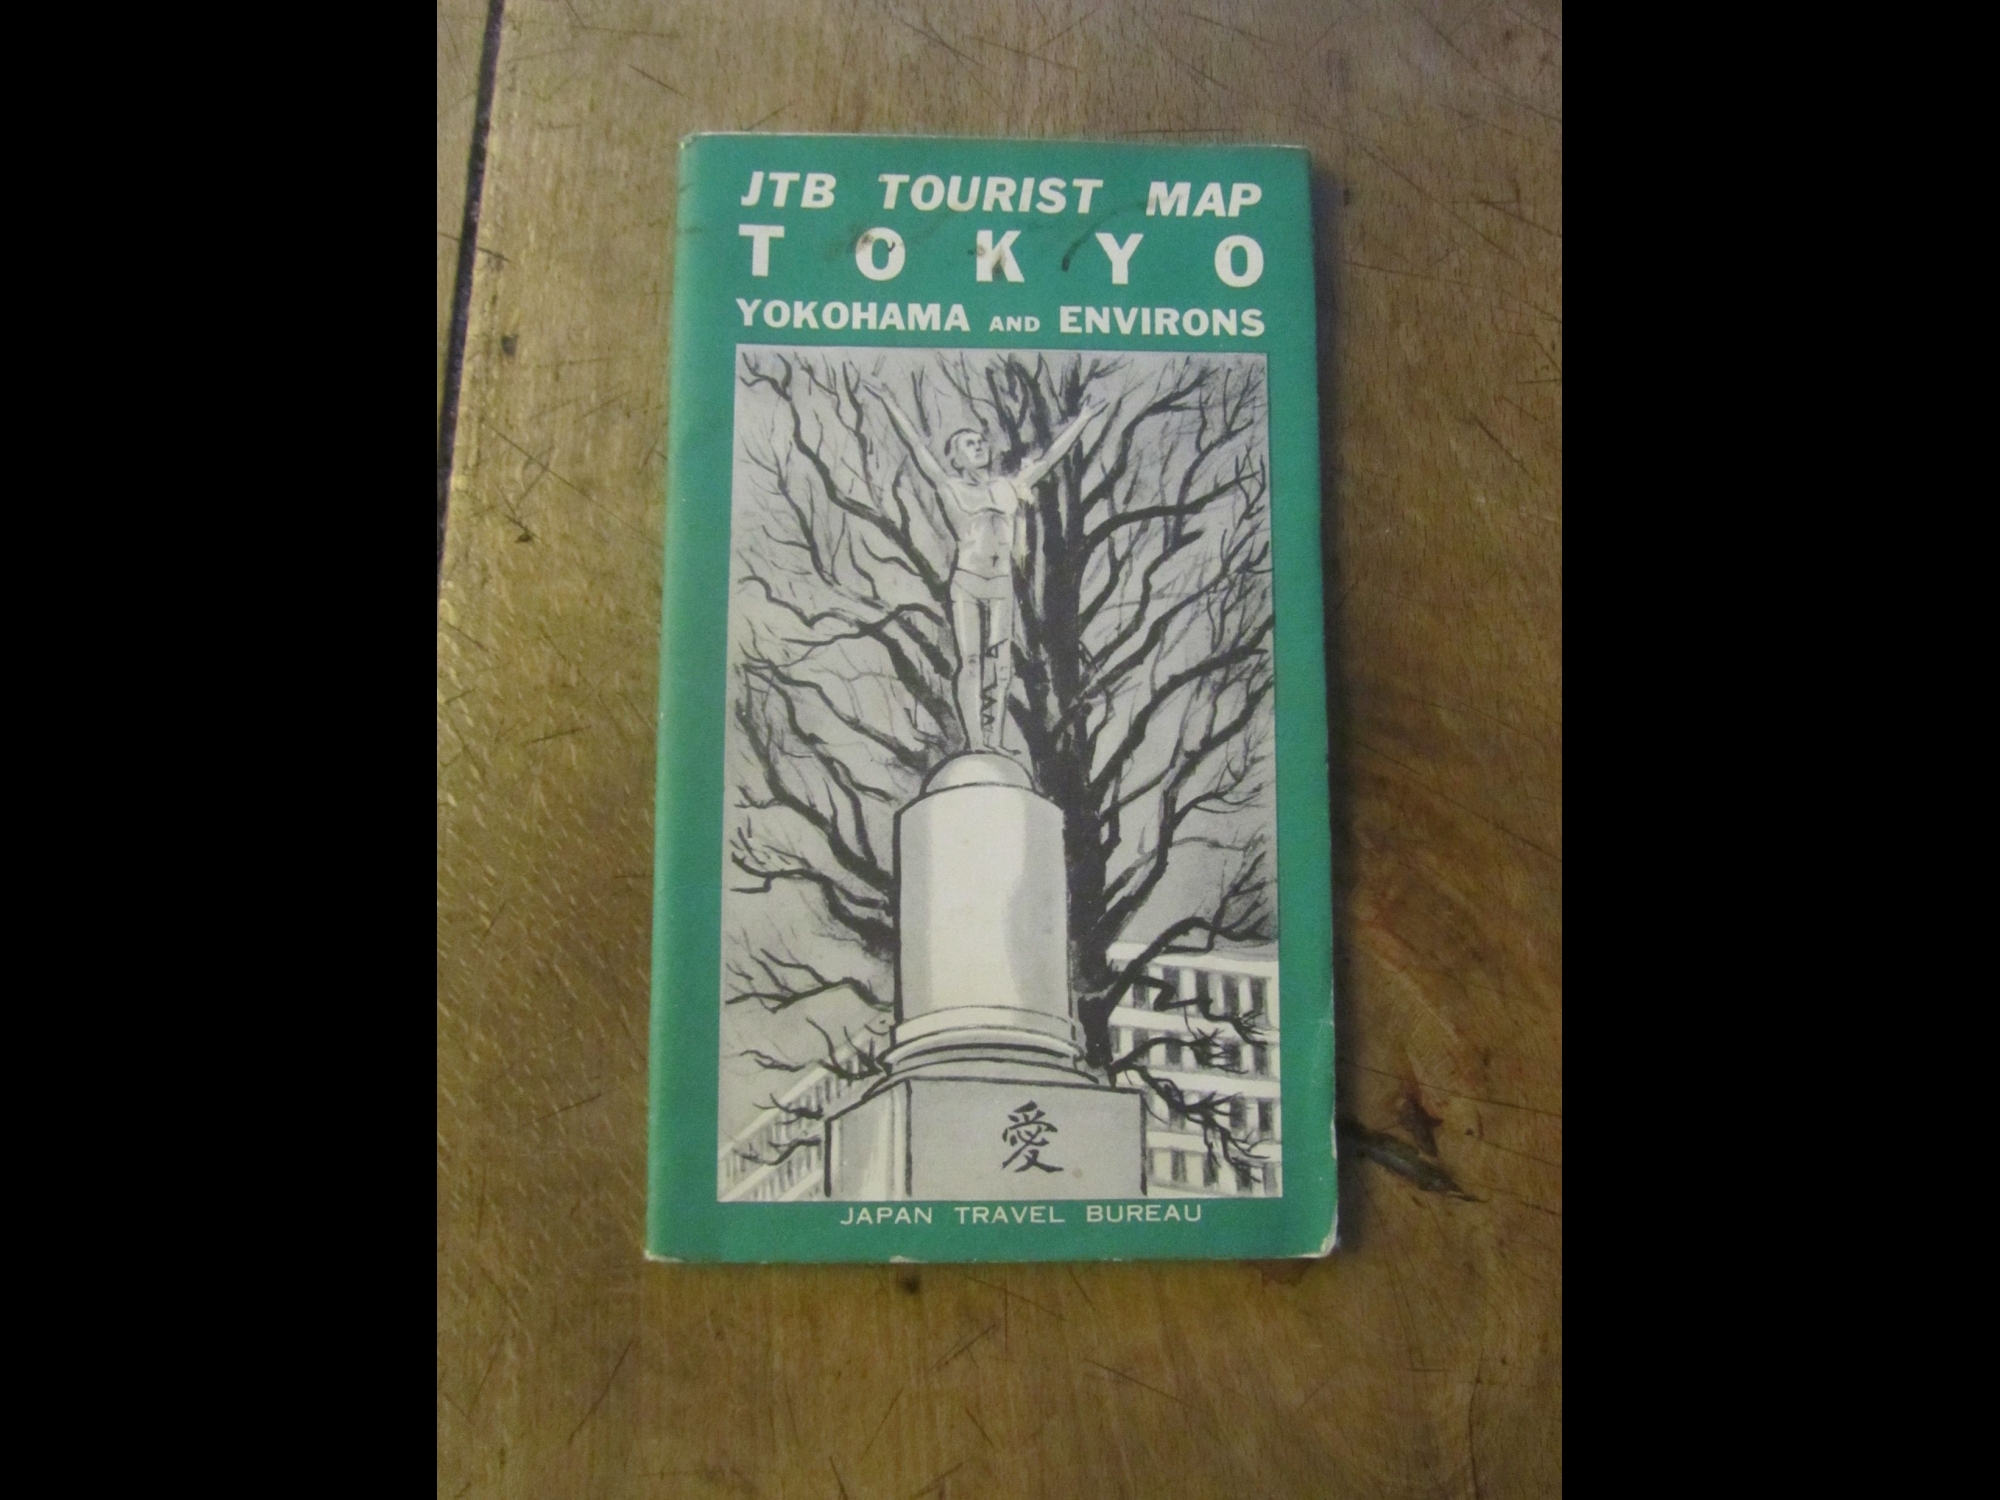 JTB TOURIST MAP
TOKYO
YOKOHAMA AND ENVIRONS
愛
JAPAN TRAVEL BUREAU